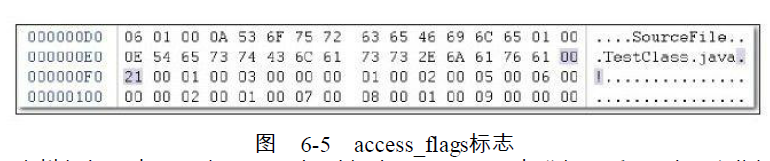 000000D0 06 01 00 0A 53 6F 75 72 63 65 46 69 6C 65 01 00 ....SourceFile..
000000E0 0E 54 65 73 74 43 6C 61 73 73 2E 6A 61 76 61 00 .TestClass.java.
000000F0 21 00 01 00 03 00 00 00 01 00 02 00 05 00 06 00 !...............
00000100 00 00 02 00 01 00 07 00 08 00 01 00 09 00 00 00 ................
图 6-5 access_flags标志